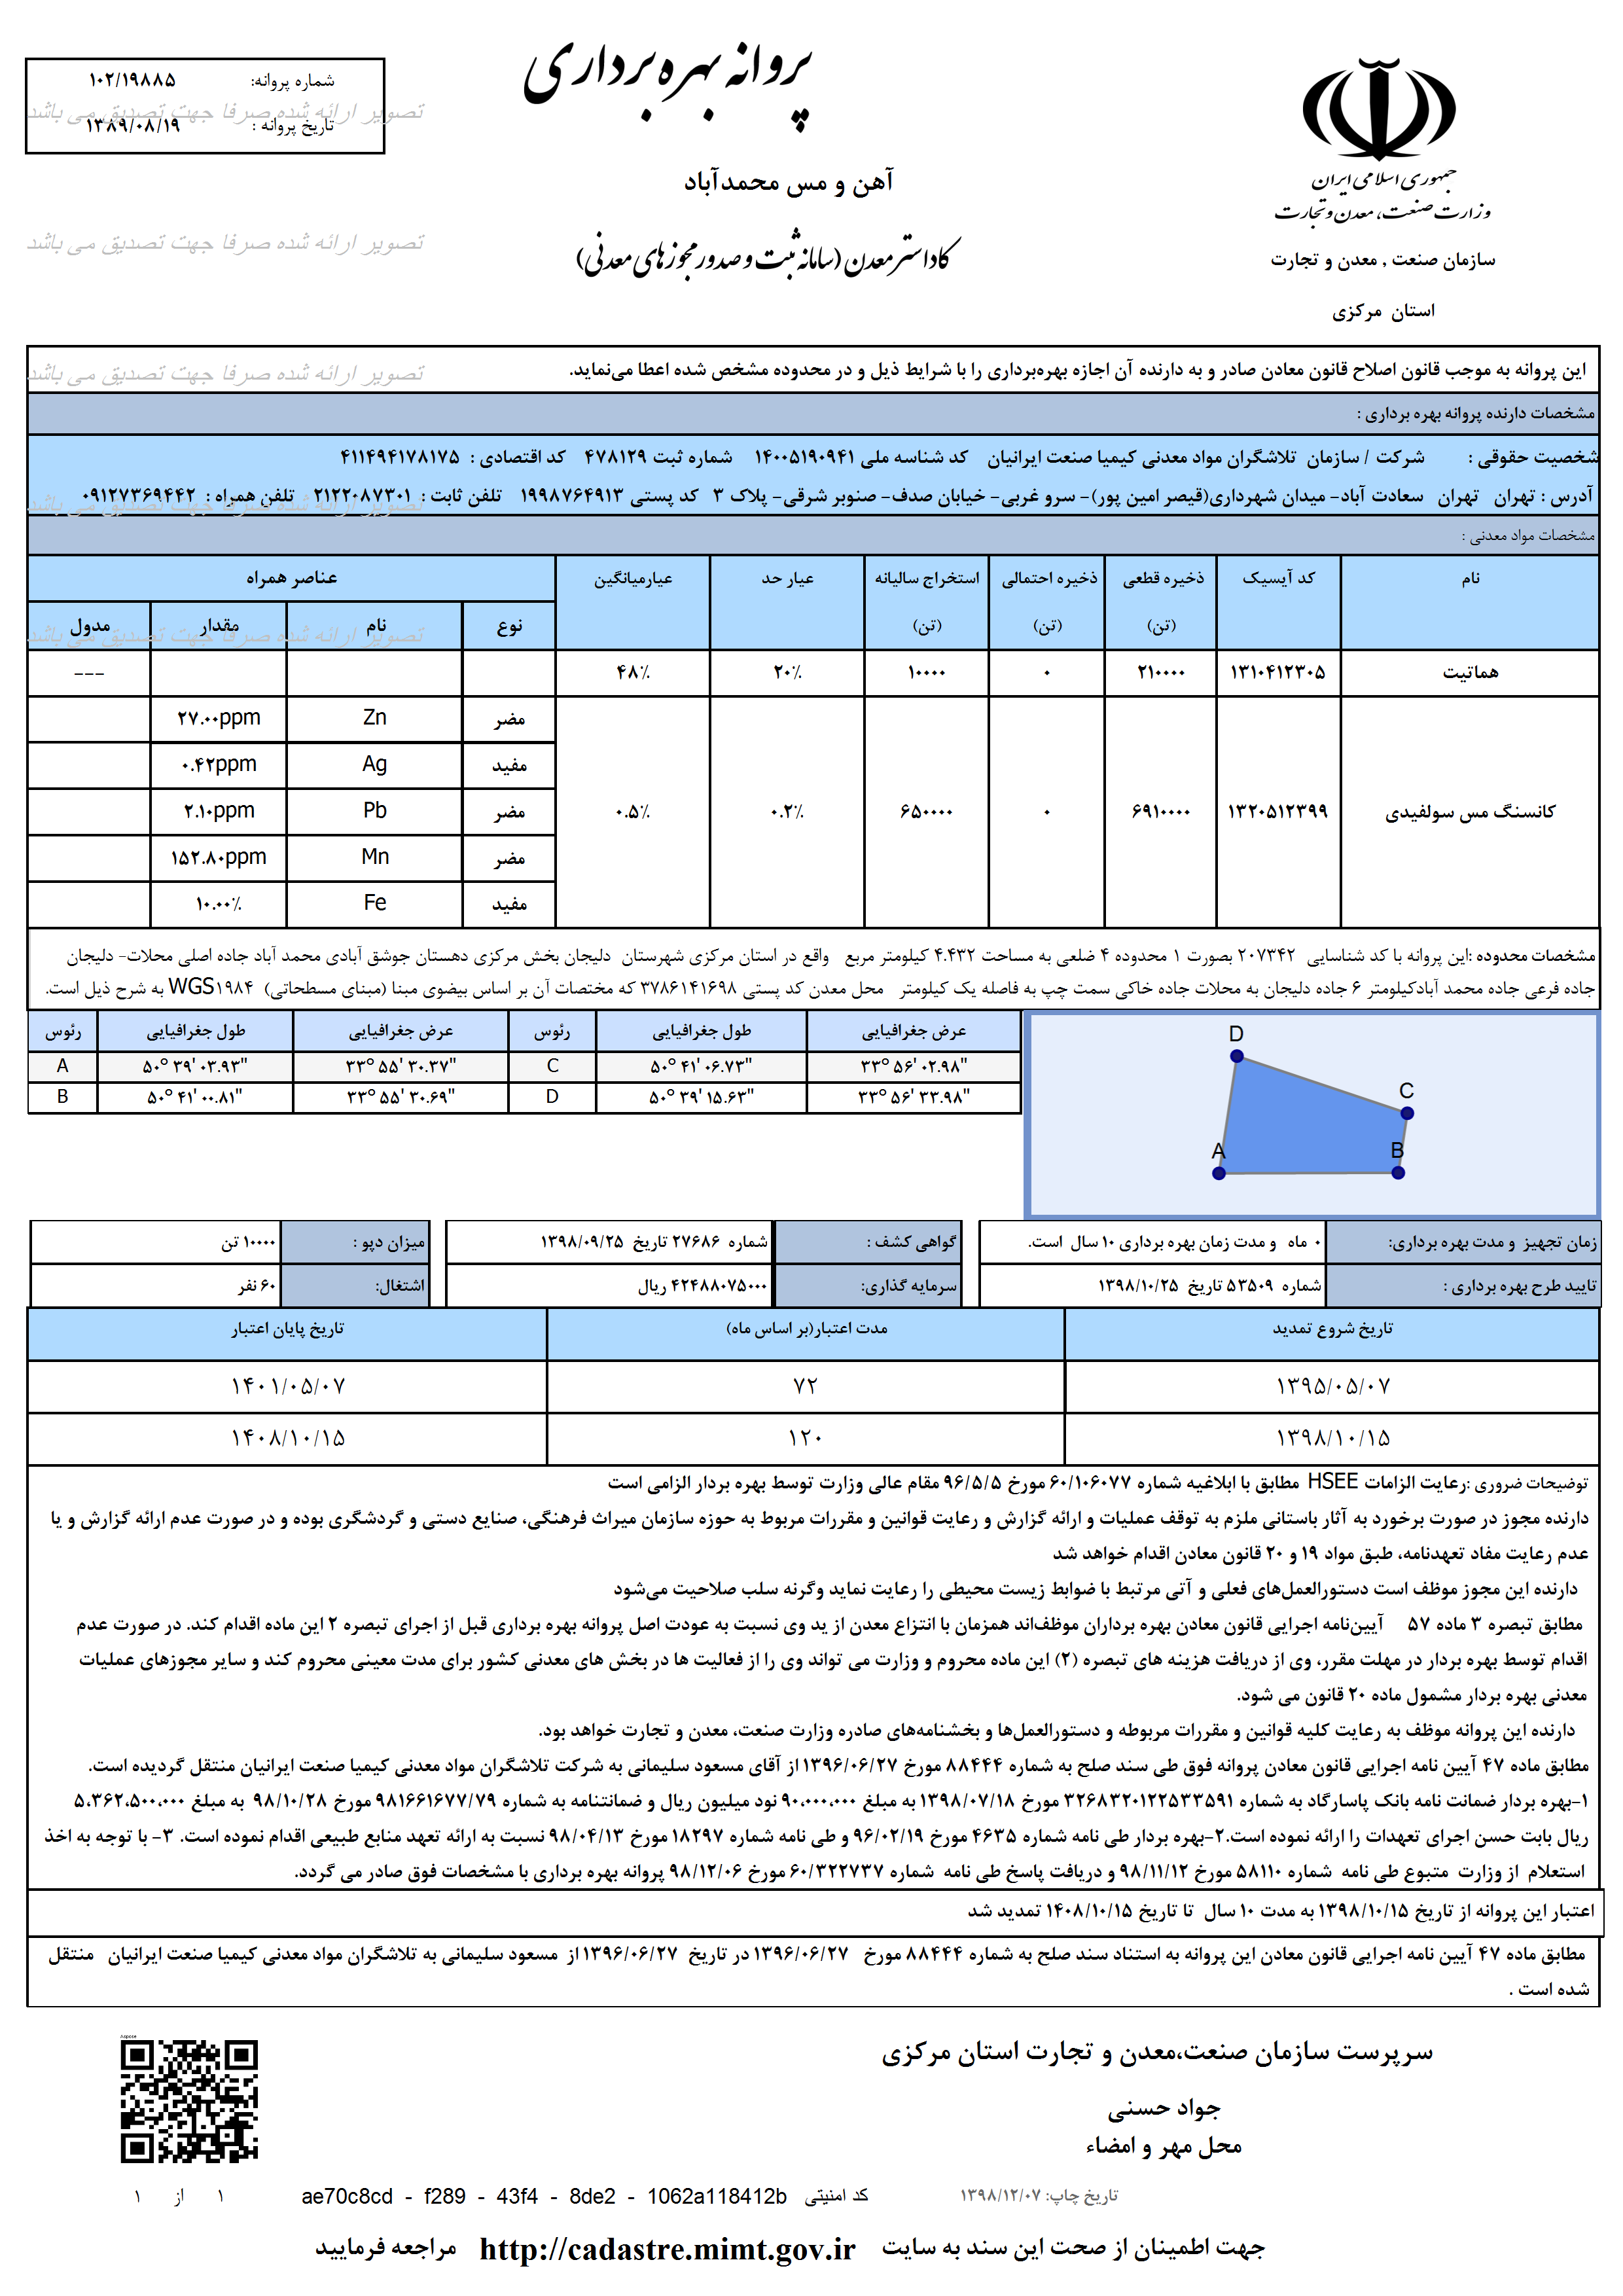 پروانه بهره برداری
شماره پروانه: ۱۰۲/۱۹۸۸۵
تاریخ پروانه : ۱۳۸۹/۰۸/۱۹
تصویر ارائه شده صرفا جهت تصدیق می باشد
جمهوری اسلامی ایران
وزارت صنعت، معدن و تجارت
سازمان صنعت , معدن و تجارت
استان مرکزی
آهن و مس محمدآباد
کاداستر معدن (سامانه ثبت و صدور مجوزهای معدنی)
تصویر ارائه شده صرفا جهت تصدیق می باشد
این پروانه به موجب قانون اصلاح قانون معادن صادر و به دارنده آن اجازه بهره‌برداری را با شرایط ذیل و در محدوده مشخص شده اعطا می‌نماید.
تصویر ارائه شده صرفا جهت تصدیق می باشد
مشخصات دارنده پروانه بهره برداری :
شخصیت حقوقی : شرکت / سازمان تلاشگران مواد معدنی کیمیا صنعت ایرانیان کد شناسه ملی ۱۴۰۰۵۱۹۰۹۴۱ شماره ثبت ۴۷۸۱۲۹ کد اقتصادی : ۴۱۱۴۹۴۱۷۸۱۷۵
آدرس : تهران تهران سعادت آباد- میدان شهرداری(قیصر امین پور)- سرو غربی- خیابان صدف- صنوبر شرقی- پلاک ۳ کد پستی ۱۹۹۸۷۶۴۹۱۳ تلفن ثابت : ۲۱۲۲۰۸۷۳۰۱ تلفن همراه : ۰۹۱۲۷۳۶۹۴۴۲
تصویر ارائه شده صرفا جهت تصدیق می باشد
مشخصات مواد معدنی :
نام کد آیسیک ذخیره قطعی (تن) ذخیره احتمالی (تن) استخراج سالیانه (تن) عیار حد عیارمیانگین عناصر همراه
نوع نام مقدار مدول
تصویر ارائه شده صرفا جهت تصدیق می باشد
هماتیت ۱۳۱۰۴۱۲۳۰۵ ۲۱۰۰۰۰ ۰ ۱۰۰۰۰ ۲۰٪ ۴۸٪ ---
کانسنگ مس سولفیدی ۱۳۲۰۵۱۲۳۹۹ ۶۹۱۰۰۰۰ ۰ ۶۵۰۰۰۰ ۰.۲٪ ۰.۵٪
مضر Zn ۲۷.۰۰ppm
مفید Ag ۰.۴۲ppm
مضر Pb ۲.۱۰ppm
مضر Mn ۱۵۲.۸۰ppm
مفید Fe ۱۰.۰۰٪
مشخصات محدوده :این پروانه با کد شناسایی ۲۰۷۳۴۲ بصورت ۱ محدوده ۴ ضلعی به مساحت ۴.۴۳۲ کیلومتر مربع واقع در استان مرکزی شهرستان دلیجان بخش مرکزی دهستان جوشق آبادی محمد آباد جاده اصلی محلات- دلیجان
جاده فرعی جاده محمد آبادکیلومتر ۶ جاده دلیجان به محلات جاده خاکی سمت چپ به فاصله یک کیلومتر محل معدن کد پستی ۳۷۸۶۱۴۱۶۹۸ که مختصات آن بر اساس بیضوی مبنا (مبنای مسطحاتی) WGS۱۹۸۴ به شرح ذیل است.
رئوس طول جغرافیایی عرض جغرافیایی رئوس طول جغرافیایی عرض جغرافیایی
A ۵۰° ۳۹' ۰۳.۹۳" ۳۳° ۵۵' ۳۰.۳۷" C ۵۰° ۴۱' ۰۶.۷۳" ۳۳° ۵۶' ۰۲.۹۸"
B ۵۰° ۴۱' ۰۰.۸۱" ۳۳° ۵۵' ۳۰.۶۹" D ۵۰° ۳۹' ۱۵.۶۳" ۳۳° ۵۶' ۳۳.۹۸"
D
C
A
B
زمان تجهیز و مدت بهره برداری: ۰ ماه و مدت زمان بهره برداری ۱۰ سال است. گواهی کشف : شماره ۲۷۶۸۶ تاریخ ۱۳۹۸/۰۹/۲۵ میزان دپو : ۱۰۰۰۰ تن
تایید طرح بهره برداری : شماره ۵۳۵۰۹ تاریخ ۱۳۹۸/۱۰/۲۵ سرمایه گذاری: ۴۲۴۸۸۰۷۵۰۰۰ ریال اشتغال: ۶۰ نفر
تاریخ شروع تمدید مدت اعتبار(بر اساس ماه) تاریخ پایان اعتبار
۱۳۹۵/۰۵/۰۷ ۷۲ ۱۴۰۱/۰۵/۰۷
۱۳۹۸/۱۰/۱۵ ۱۲۰ ۱۴۰۸/۱۰/۱۵
توضیحات ضروری :رعایت الزامات HSEE مطابق با ابلاغیه شماره ۶۰/۱۰۶۰۷۷ مورخ ۹۶/۵/۵ مقام عالی وزارت توسط بهره بردار الزامی است
دارنده مجوز در صورت برخورد به آثار باستانی ملزم به توقف عملیات و ارائه گزارش و رعایت قوانین و مقررات مربوط به حوزه سازمان میراث فرهنگی، صنایع دستی و گردشگری بوده و در صورت عدم ارائه گزارش و یا
عدم رعایت مفاد تعهدنامه، طبق مواد ۱۹ و ۲۰ قانون معادن اقدام خواهد شد
دارنده این مجوز موظف است دستورالعمل‌های فعلی و آتی مرتبط با ضوابط زیست محیطی را رعایت نماید وگرنه سلب صلاحیت می‌شود
مطابق تبصره ۳ ماده ۵۷ آیین‌نامه اجرایی قانون معادن بهره برداران موظف‌اند همزمان با انتزاع معدن از ید وی نسبت به عودت اصل پروانه بهره برداری قبل از اجرای تبصره ۲ این ماده اقدام کند. در صورت عدم
اقدام توسط بهره بردار در مهلت مقرر، وی از دریافت هزینه های تبصره (۲) این ماده محروم و وزارت می تواند وی را از فعالیت ها در بخش های معدنی کشور برای مدت معینی محروم کند و سایر مجوزهای عملیات
معدنی بهره بردار مشمول ماده ۲۰ قانون می شود.
دارنده این پروانه موظف به رعایت کلیه قوانین و مقررات مربوطه و دستورالعمل‌ها و بخشنامه‌های صادره وزارت صنعت، معدن و تجارت خواهد بود.
مطابق ماده ۴۷ آیین نامه اجرایی قانون معادن پروانه فوق طی سند صلح به شماره ۸۸۴۴۴ مورخ ۱۳۹۶/۰۶/۲۷ از آقای مسعود سلیمانی به شرکت تلاشگران مواد معدنی کیمیا صنعت ایرانیان منتقل گردیده است.
۱-بهره بردار ضمانت نامه بانک پاسارگاد به شماره ۳۲۶۸۳۲۰۱۲۲۵۳۳۵۹۱ مورخ ۱۳۹۸/۰۷/۱۸ به مبلغ ۹۰،۰۰۰،۰۰۰ نود میلیون ریال و ضمانتنامه به شماره ۹۸۱۶۶۱۶۷۷/۷۹ مورخ ۹۸/۱۰/۲۸ به مبلغ ۵،۳۶۲،۵۰۰،۰۰۰
ریال بابت حسن اجرای تعهدات را ارائه نموده است.۲-بهره بردار طی نامه شماره ۴۶۳۵ مورخ ۹۶/۰۲/۱۹ و طی نامه شماره ۱۸۲۹۷ مورخ ۹۸/۰۴/۱۳ نسبت به ارائه تعهد منابع طبیعی اقدام نموده است. ۳- با توجه به اخذ
استعلام از وزارت متبوع طی نامه شماره ۵۸۱۱۰ مورخ ۹۸/۱۱/۱۲ و دریافت پاسخ طی نامه شماره ۶۰/۳۲۲۷۳۷ مورخ ۹۸/۱۲/۰۶ پروانه بهره برداری با مشخصات فوق صادر می گردد.
اعتبار این پروانه از تاریخ ۱۳۹۸/۱۰/۱۵ به مدت ۱۰ سال تا تاریخ ۱۴۰۸/۱۰/۱۵ تمدید شد
مطابق ماده ۴۷ آیین نامه اجرایی قانون معادن این پروانه به استناد سند صلح به شماره ۸۸۴۴۴ مورخ ۱۳۹۶/۰۶/۲۷ در تاریخ ۱۳۹۶/۰۶/۲۷ از مسعود سلیمانی به تلاشگران مواد معدنی کیمیا صنعت ایرانیان منتقل
شده است .
سرپرست سازمان صنعت،معدن و تجارت استان مرکزی
جواد حسنی
محل مهر و امضاء
تاریخ چاپ: ۱۳۹۸/۱۲/۰۷ کد امنیتی ae70c8cd - f289 - 43f4 - 8de2 - 1062a118412b ۱ از ۱
جهت اطمینان از صحت این سند به سایت http://cadastre.mimt.gov.ir مراجعه فرمایید